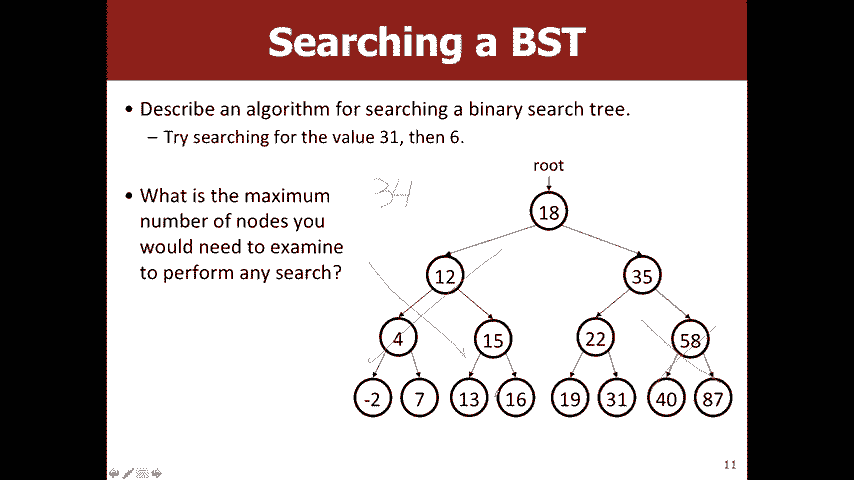 Searching a BST
• Describe an algorithm for searching a binary search tree.
– Try searching for the value 31, then 6.
• What is the maximum
number of nodes you
would need to examine
to perform any search?
34
root
18
12 35
4 15 22 58
-2 7 13 16 19 31 40 87
11